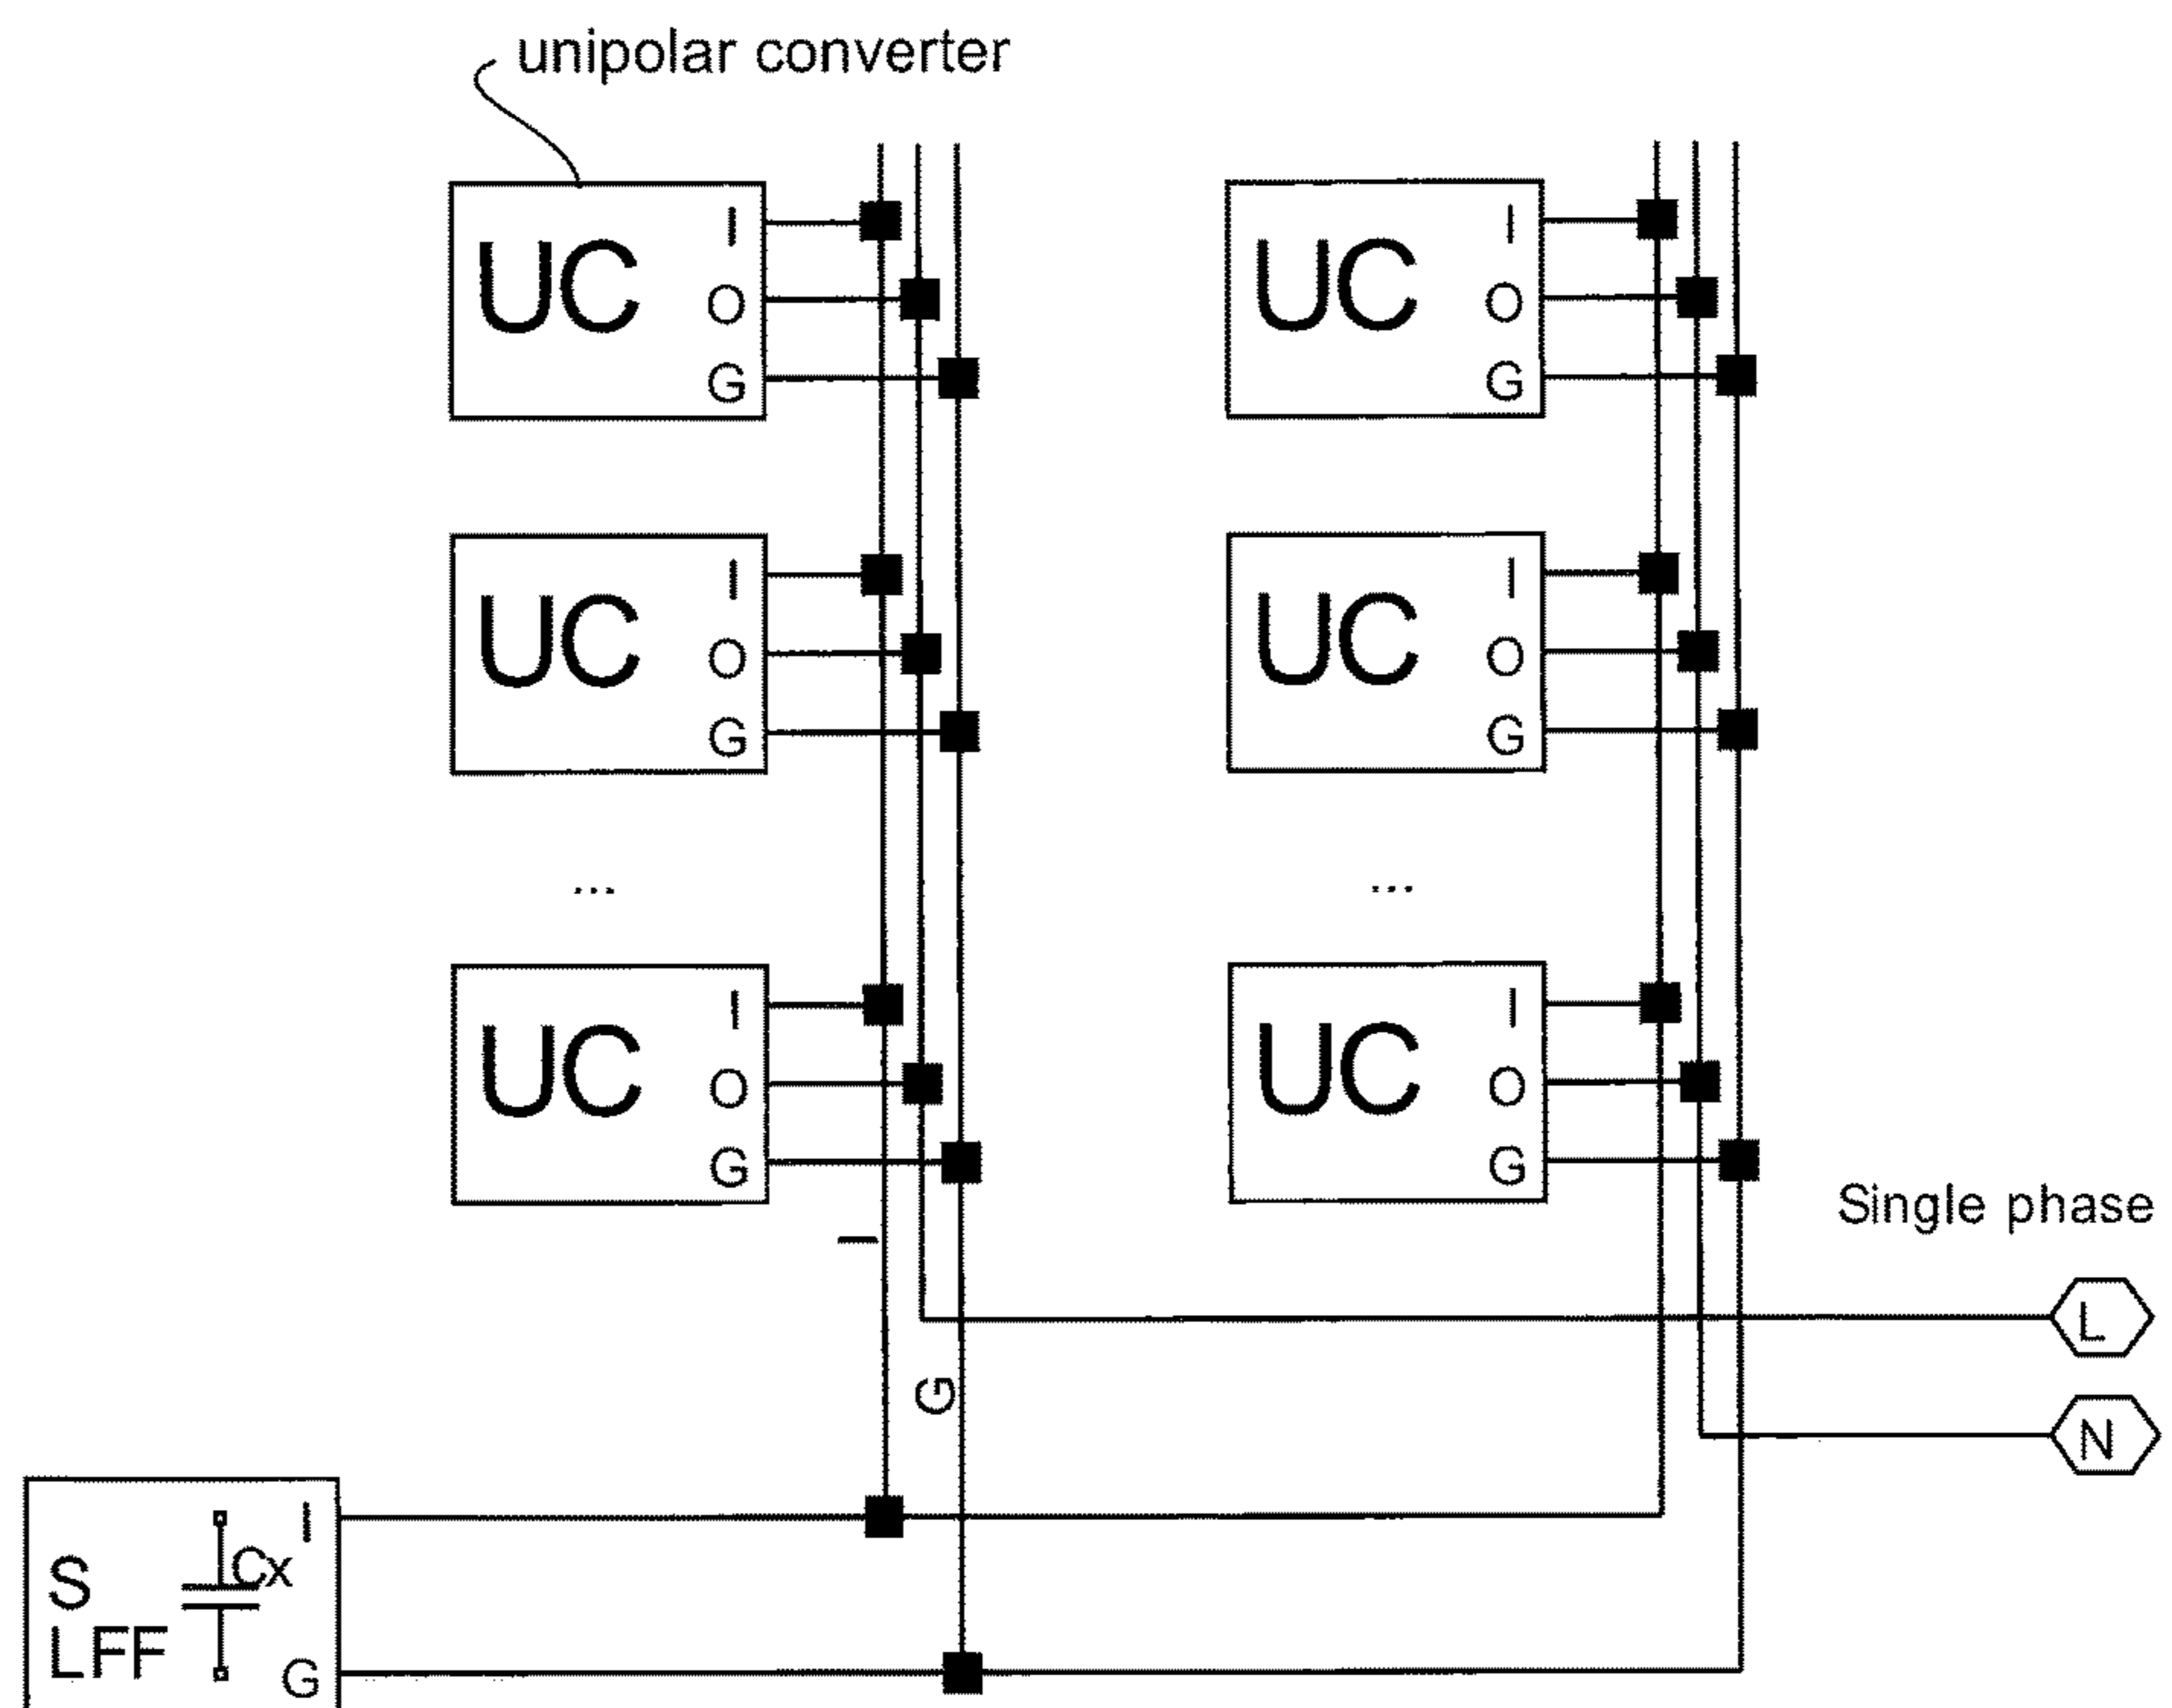 unipolar converter
UC I O G
UC I O G
UC I O G
UC I O G
... ...
UC I O G
UC I O G
I
Single phase
L
G
N
I
Cx
S
LFF
G